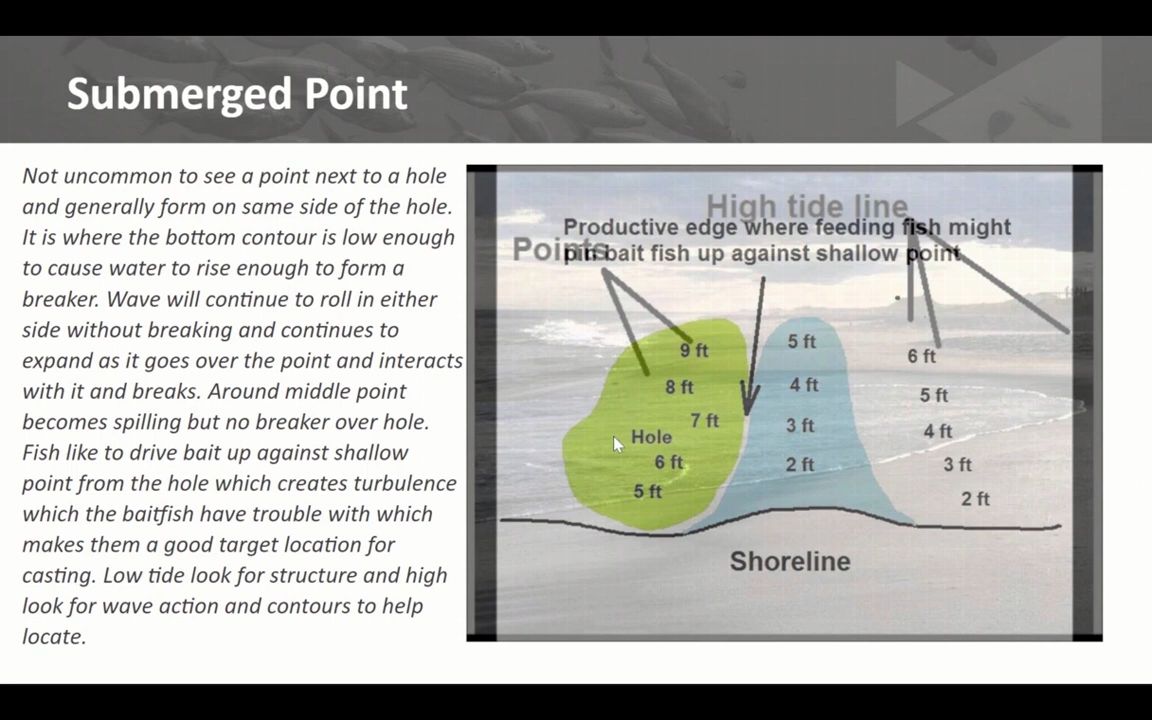 Submerged Point
Not uncommon to see a point next to a hole
and generally form on same side of the hole.
It is where the bottom contour is low enough
to cause water to rise enough to form a
breaker. Wave will continue to roll in either
side without breaking and continues to
expand as it goes over the point and interacts
with it and breaks. Around middle point
becomes spilling but no breaker over hole.
Fish like to drive bait up against shallow
point from the hole which creates turbulence
which the baitfish have trouble with which
makes them a good target location for
casting. Low tide look for structure and high
look for wave action and contours to help
locate.
High tide line
Productive edge where feeding fish might
Points
pin bait fish up against shallow point
9 ft
8 ft
7 ft
Hole
6 ft
5 ft
5 ft
4 ft
3 ft
2 ft
6 ft
5 ft
4 ft
3 ft
2 ft
Shoreline